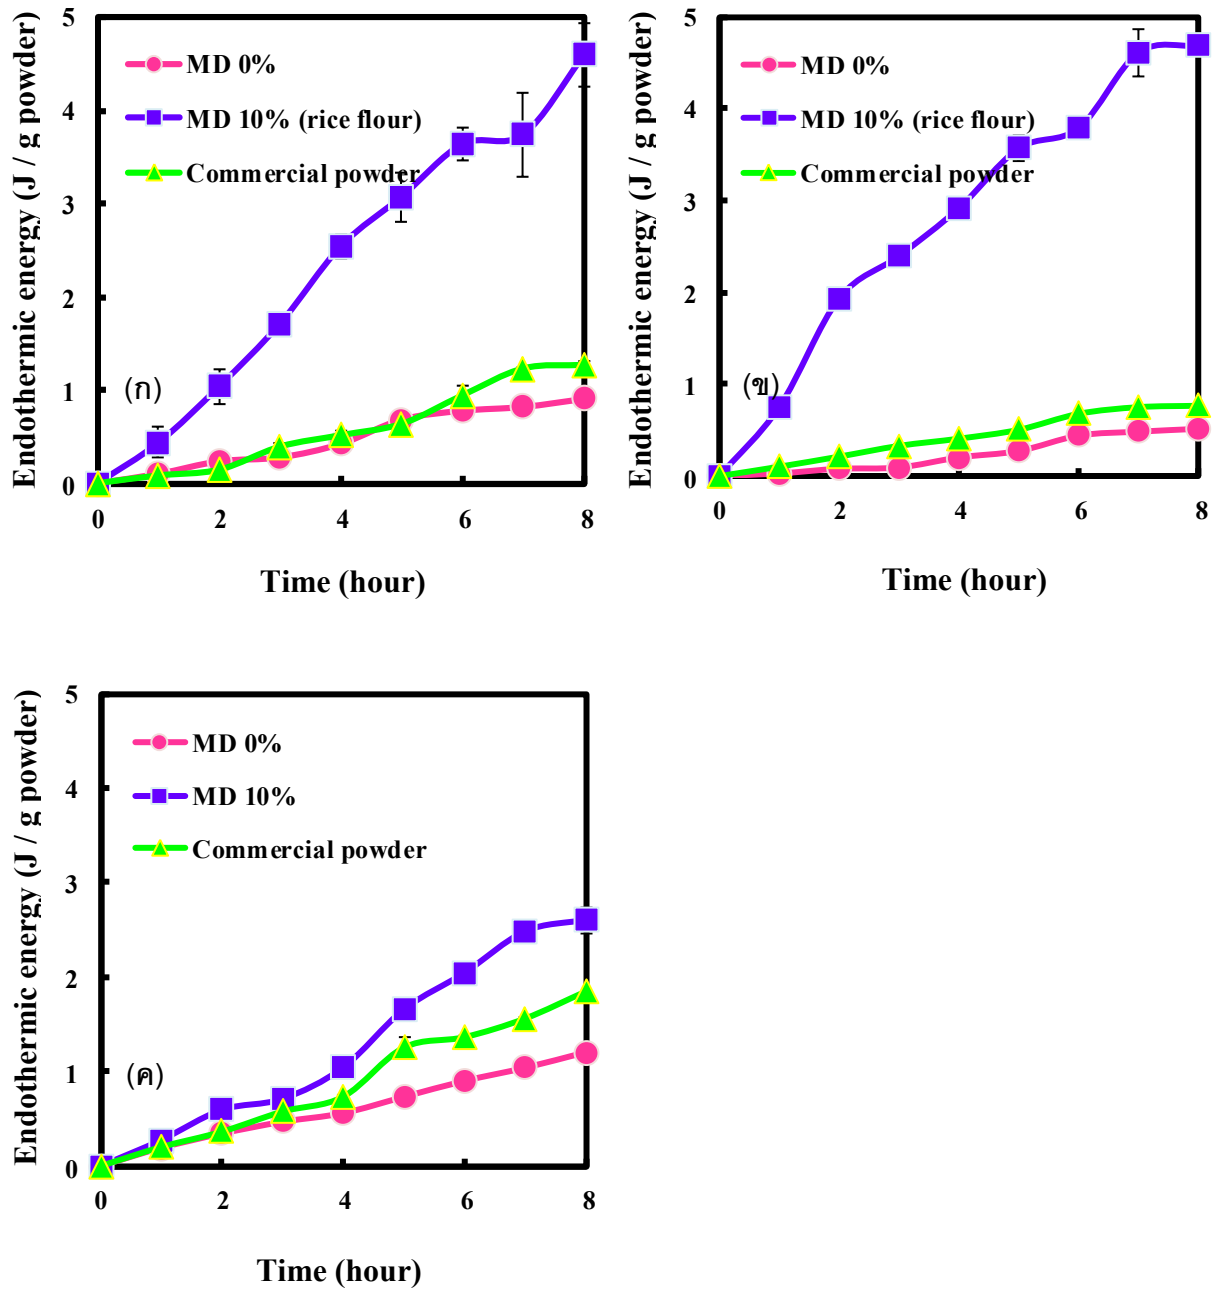 Endothermic energy (J / g powder)
5
4
3
2
1
0
MD 0%
MD 10% (rice flour)
Commercial powder
(ก)
0 2 4 6 8
Time (hour)
Endothermic energy (J / g powder)
5
4
3
2
1
0
MD 0%
MD 10% (rice flour)
Commercial powder
(ข)
0 2 4 6 8
Time (hour)
Endothermic energy (J / g powder)
5
4
3
2
1
0
MD 0%
MD 10%
Commercial powder
(ค)
0 2 4 6 8
Time (hour)